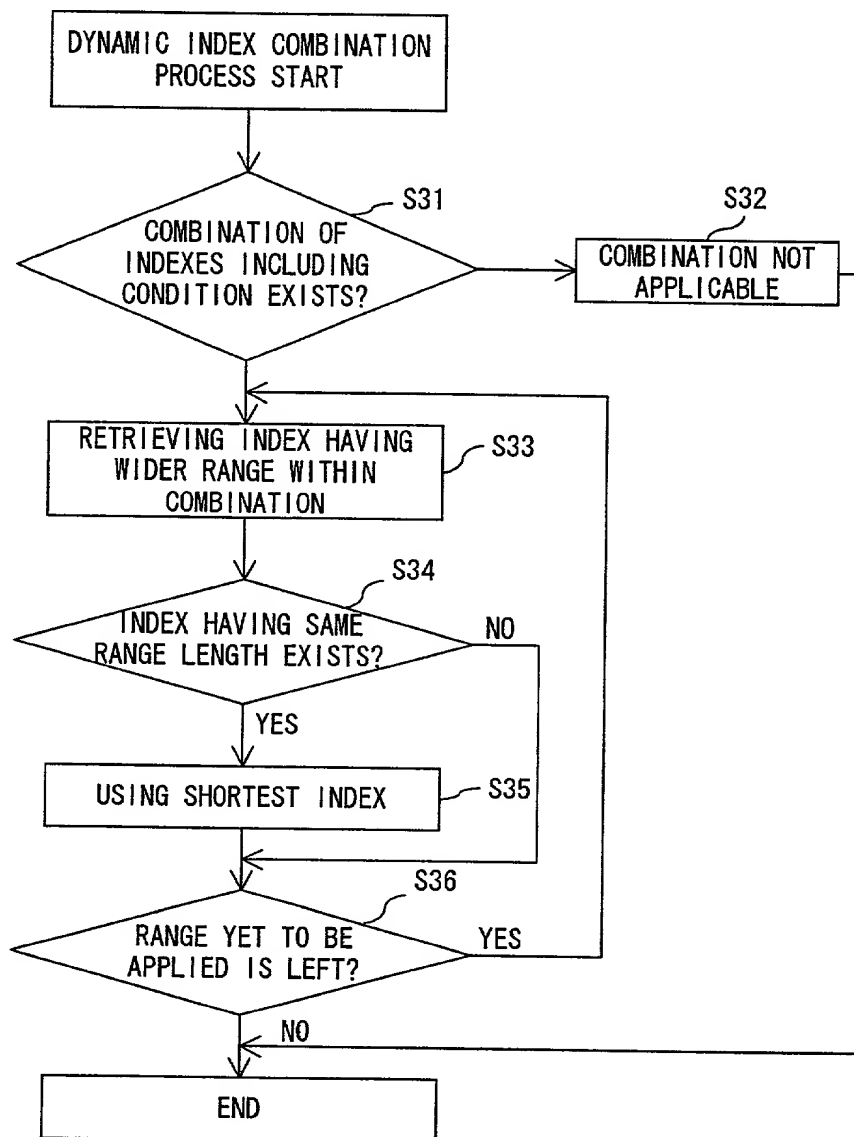 DYNAMIC INDEX COMBINATION
PROCESS START
S31
COMBINATION OF
INDEXES INCLUDING
CONDITION EXISTS?
S32
COMBINATION NOT
APPLICABLE
RETRIEVING INDEX HAVING
WIDER RANGE WITHIN
COMBINATION
S33
S34
INDEX HAVING SAME
RANGE LENGTH EXISTS?
NO
YES
USING SHORTEST INDEX
S35
S36
RANGE YET TO BE
APPLIED IS LEFT?
YES
NO
END